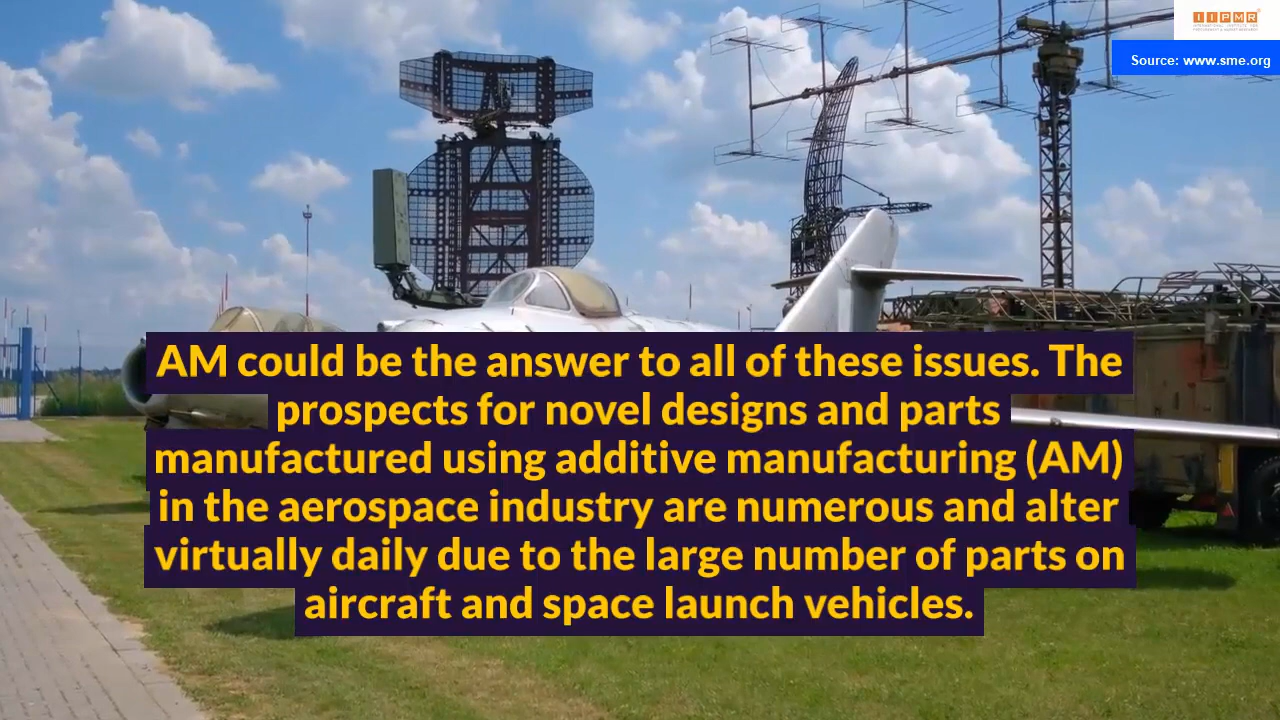 IIPMR
Source: www.sme.org
AM could be the answer to all of these issues. The
prospects for novel designs and parts
manufactured using additive manufacturing (AM)
in the aerospace industry are numerous and alter
virtually daily due to the large number of parts on
aircraft and space launch vehicles.